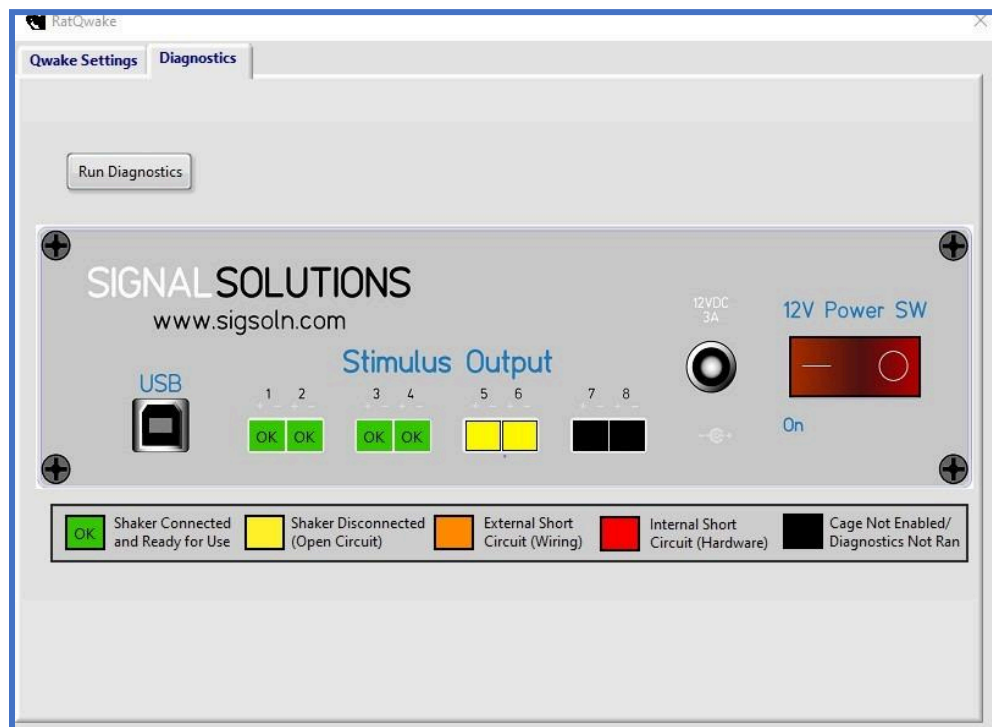 RatQwake
Qwake Settings Diagnostics
Run Diagnostics
SIGNALSOLUTIONS
www.sigsoln.com
12VDC
3A
12V Power SW
Stimulus Output
USB
1 2 3 4 5 6 7 8
+ - + - + - + - 
OK OK OK OK
On
OK
Shaker Connected
and Ready for Use
Shaker Disconnected
(Open Circuit)
External Short
Circuit (Wiring)
Internal Short
Circuit (Hardware)
Cage Not Enabled/
Diagnostics Not Ran